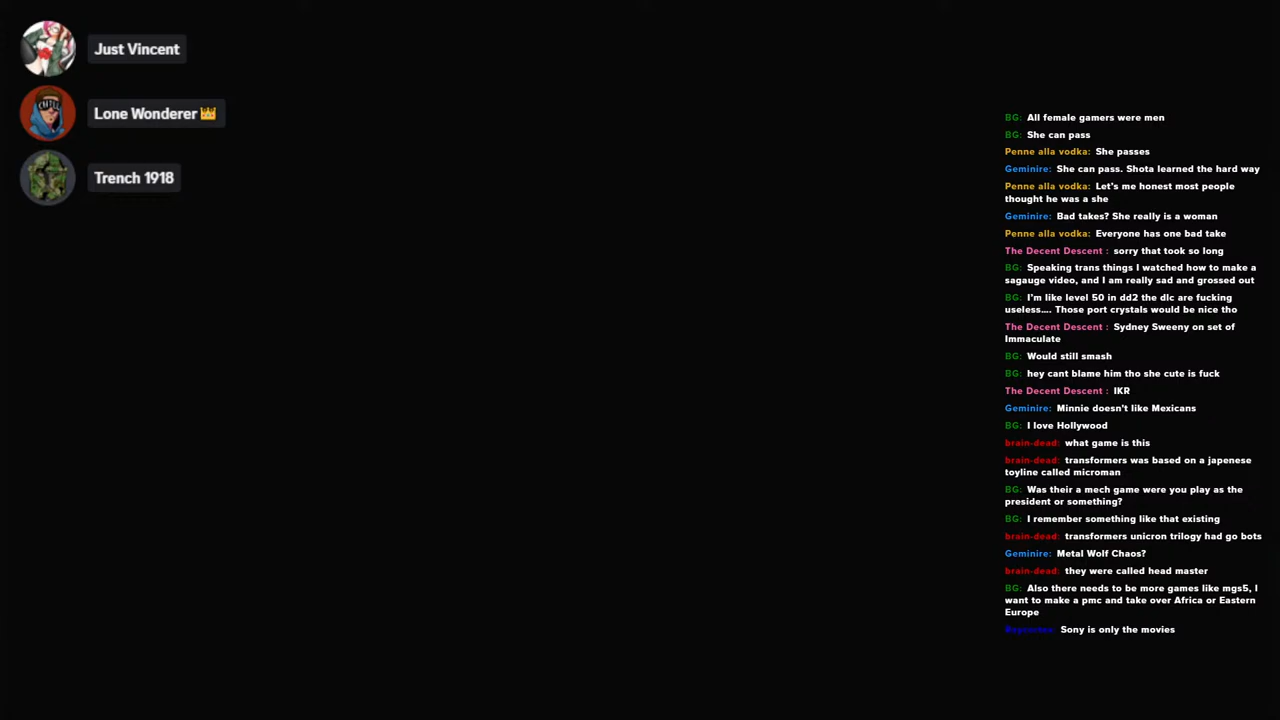 Just Vincent
Lone Wonderer 👑
Trench 1918
BG: All female gamers were men
BG: She can pass
Penne alla vodka: She passes
Geminire: She can pass. Shota learned the hard way
Penne alla vodka: Let's me honest most people
thought he was a she
Geminire: Bad takes? She really is a woman
Penne alla vodka: Everyone has one bad take
The Decent Descent : sorry that took so long
BG: Speaking trans things I watched how to make a
sagauge video, and I am really sad and grossed out
BG: I'm like level 50 in dd2 the dlc are fucking
useless.... Those port crystals would be nice tho
The Decent Descent : Sydney Sweeny on set of
Immaculate
BG: Would still smash
BG: hey cant blame him tho she cute is fuck
The Decent Descent : IKR
Geminire: Minnie doesn't like Mexicans
BG: I love Hollywood
brain-dead: what game is this
brain-dead: transformers was based on a japenese
toyline called microman
BG: Was their a mech game were you play as the
president or something?
BG: I remember something like that existing
brain-dead: transformers unicron trilogy had go bots
Geminire: Metal Wolf Chaos?
brain-dead: they were called head master
BG: Also there needs to be more games like mgs5, I
want to make a pmc and take over Africa or Eastern
Europe
Sony is only the movies